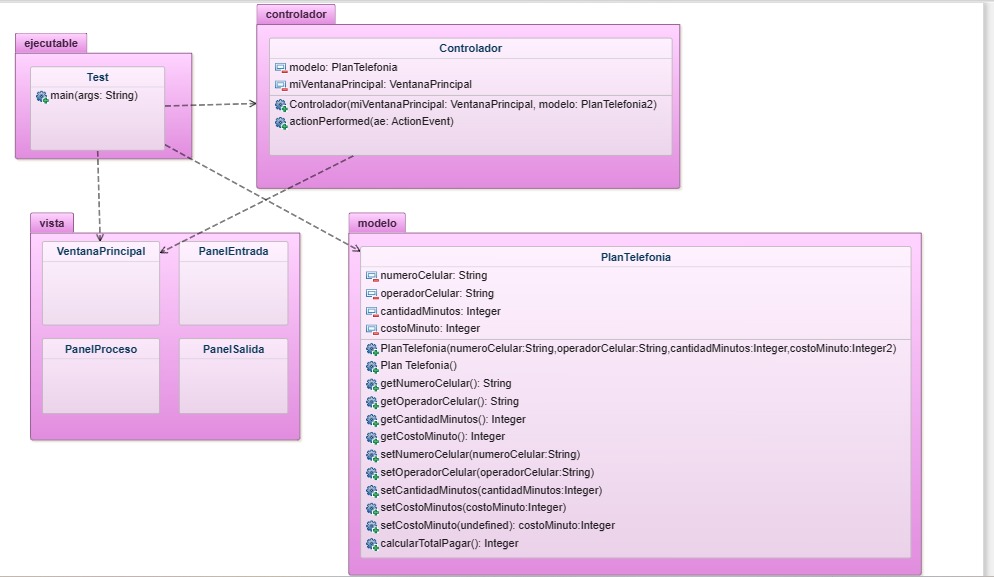 ejecutable
Test
main(args: String)
controlador
Controlador
modelo: PlanTelefonia
miVentanaPrincipal: VentanaPrincipal
Controlador(miVentanaPrincipal: VentanaPrincipal, modelo: PlanTelefonia2)
actionPerformed(ae: ActionEvent)
vista
VentanaPrincipal
PanelEntrada
PanelProceso
PanelSalida
modelo
PlanTelefonia
numeroCelular: String
operadorCelular: String
cantidadMinutos: Integer
costoMinuto: Integer
PlanTelefonia(numeroCelular:String,operadorCelular:String,cantidadMinutos:Integer,costoMinuto:Integer2)
Plan Telefonia()
getNumeroCelular(): String
getOperadorCelular(): String
getCantidadMinutos(): Integer
getCostoMinuto(): Integer
setNumeroCelular(numeroCelular:String)
setOperadorCelular(operadorCelular:String)
setCantidadMinutos(cantidadMinutos:Integer)
setCostoMinutos(costoMinuto:Integer)
setCostoMinuto(undefined): costoMinuto:Integer
calcularTotalPagar(): Integer